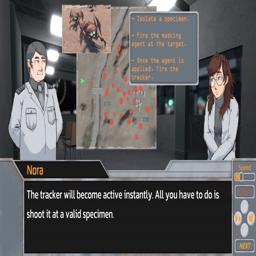 - Isolate a specimen.
- Fire the masking
agent at the target.
- Once the agent is
applied, fire the
tracker.
Nora
Speed
The tracker will become active instantly. All you have to do is
shoot it at a valid specimen.
NEXT